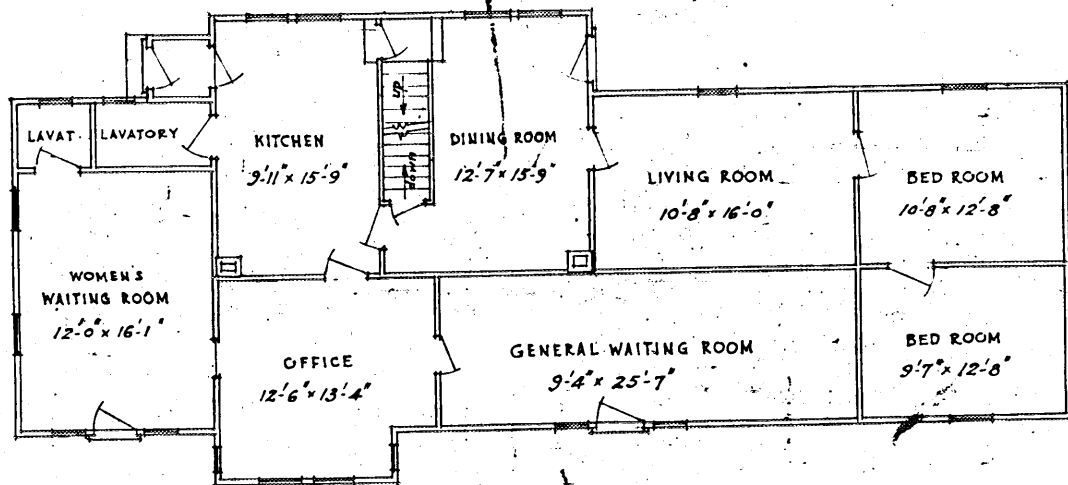 LAVAT.
LAVATORY
KITCHEN
9'-11" x 15'-9"
up
down
DINING ROOM
12'-7" x 15'-9"
LIVING ROOM
10'-8" x 16'-0"
BED ROOM
10'-8" x 12'-8"
WOMEN'S
WAITING ROOM
12'-0" x 16'-1"
OFFICE
12'-6" x 13'-4"
GENERAL WAITING ROOM
9'-4" x 25'-7"
BED ROOM
9'-7" x 12'-8"